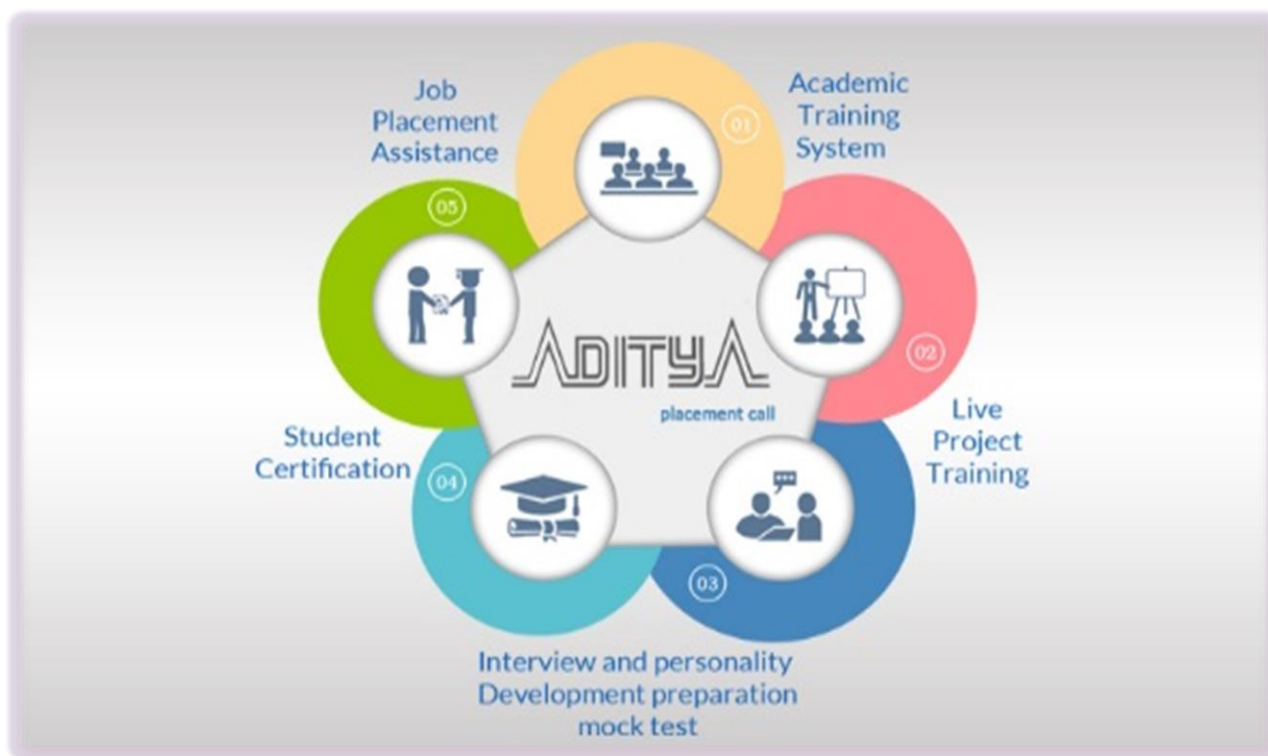 Job
Placement
Assistance
01
Academic
Training
System
05
02
ADITYA
placement call
Live
Project
Training
Student
Certification
04
03
Interview and personality
Development preparation
mock test